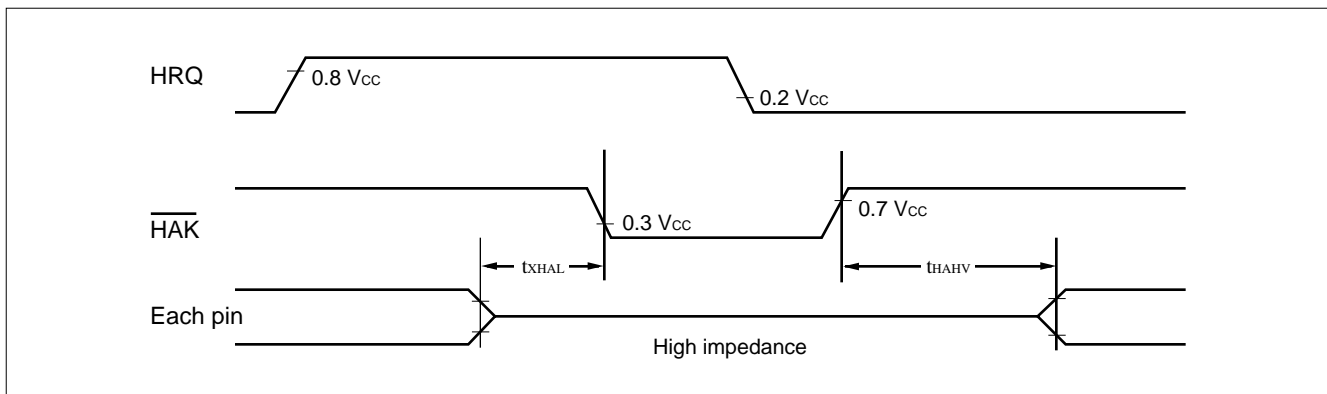 HRQ
0.8 VCC
0.2 VCC
HAK
0.3 VCC
0.7 VCC
tXHAL
tHAHV
Each pin
High impedance